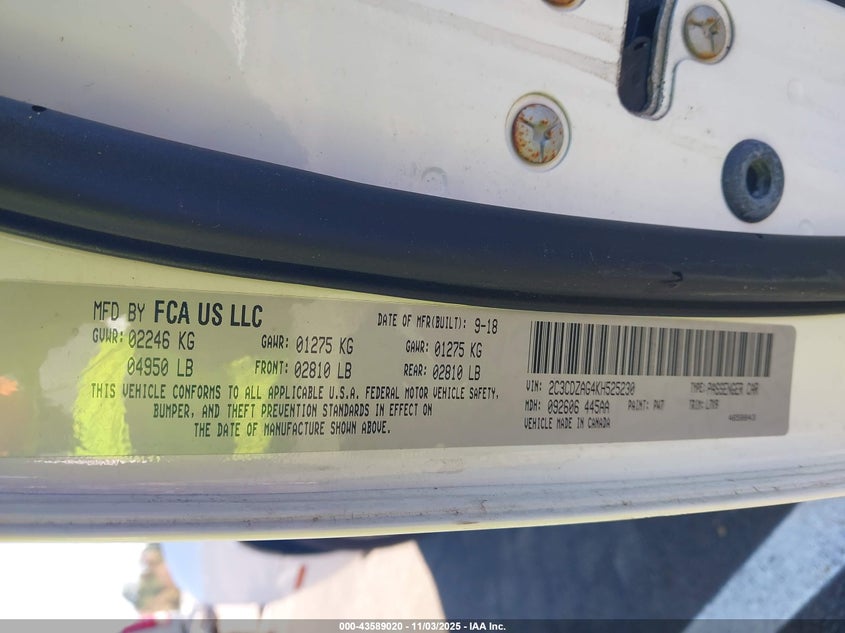 MFD BY FCA US LLC
DATE OF MFR(BUILT): 9-18
GVWR: 02246 KG GAWR: 01275 KG GAWR: 01275 KG
04950 LB FRONT: 02810 LB REAR: 02810 LB
THIS VEHICLE CONFORMS TO ALL APPLICABLE U.S.A. FEDERAL MOTOR VEHICLE SAFETY,
BUMPER, AND THEFT PREVENTION STANDARDS IN EFFECT ON
THE DATE OF MANUFACTURE SHOWN ABOVE.
VIN: 2C3CDZAG4KH525230 TYPE: PASSENGER CAR
MDH: 092606 445AA PAINT: PW7 TRIM:
VEHICLE MADE IN CANADA
000-43589020 - 11/03/2025 - IAA Inc.